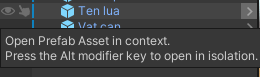 Ten lua
Vat can
Open Prefab Asset in context.
Press the Alt modifier key to open in isolation.